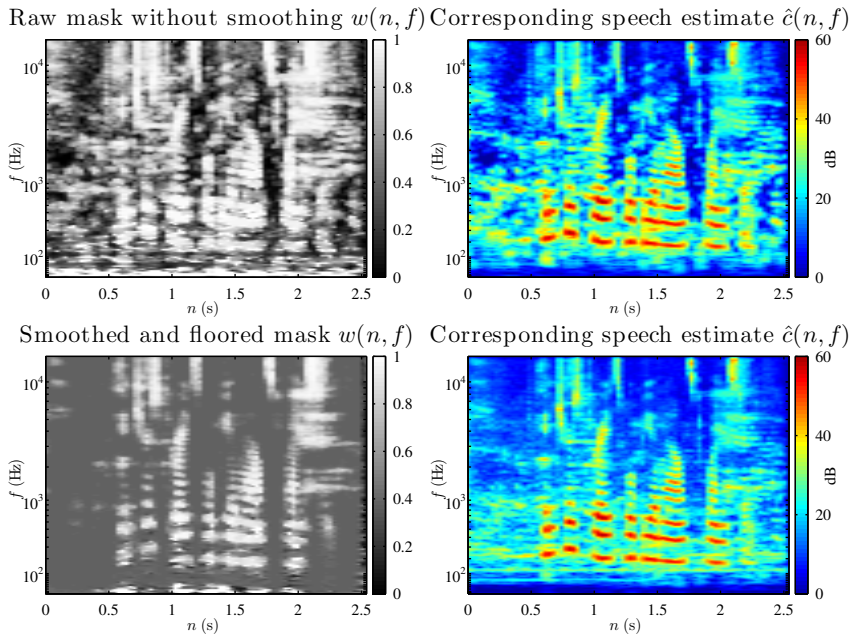 Raw mask without smoothing w(n, f)
Corresponding speech estimate ĉ(n, f)
10⁴
10³
10²
f (Hz)
0 0.5 1 1.5 2 2.5
n (s)
1
0.8
0.6
0.4
0.2
0
10⁴
10³
10²
f (Hz)
0 0.5 1 1.5 2 2.5
n (s)
60
40
20
0
dB
Smoothed and floored mask w(n, f)
Corresponding speech estimate ĉ(n, f)
10⁴
10³
10²
f (Hz)
0 0.5 1 1.5 2 2.5
n (s)
1
0.8
0.6
0.4
0.2
0
10⁴
10³
10²
f (Hz)
0 0.5 1 1.5 2 2.5
n (s)
60
40
20
0
dB